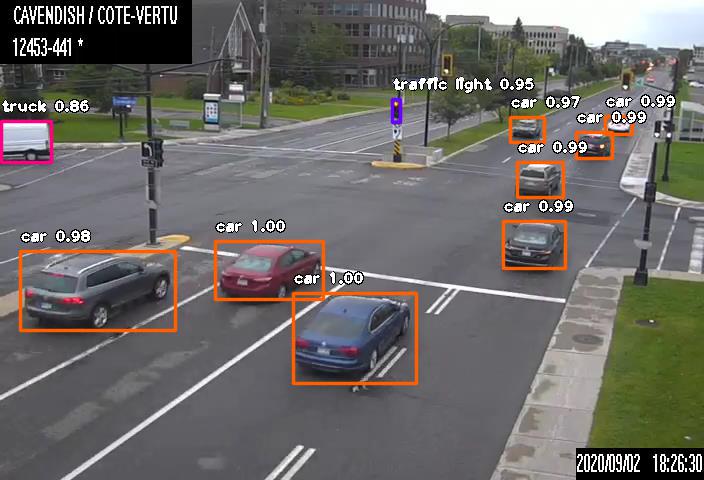 CAVENDISH / COTE-VERTU
12453-441 *
traffic light 0.95
truck 0.86
car 0.97
car 0.99
car 0.99
car 0.99
car 0.99
car 0.98
car 1.00
car 1.00
2020/09/02 18:26:30